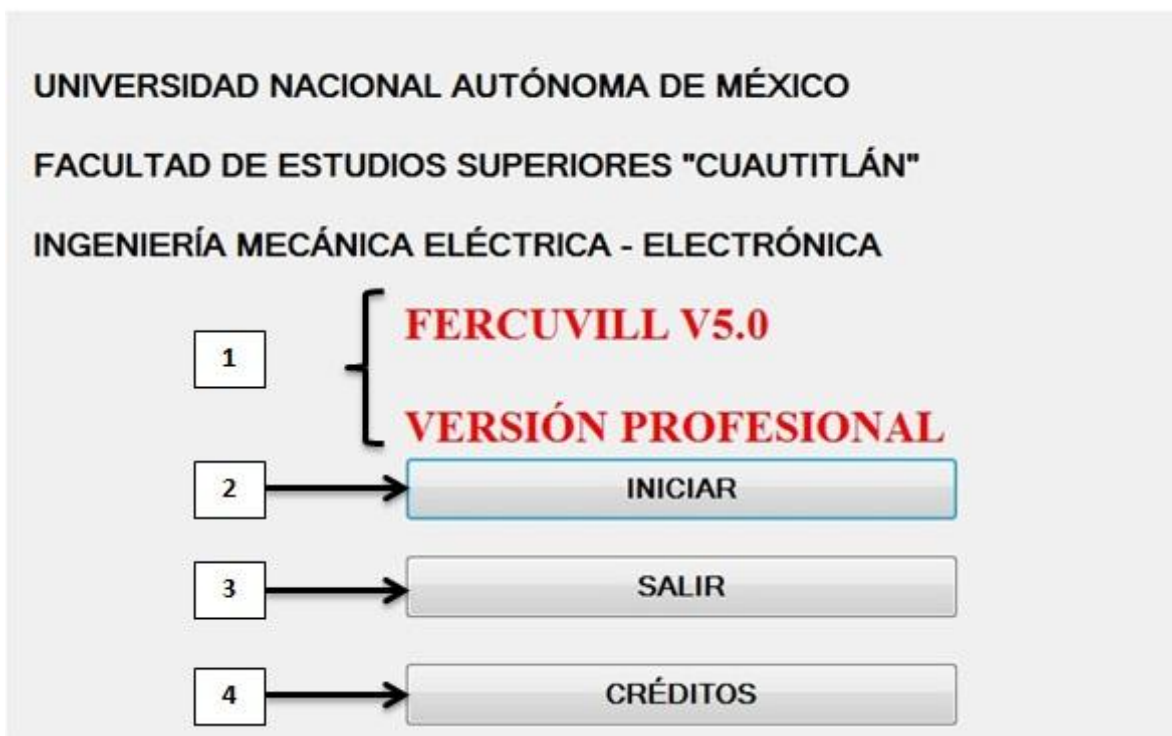 UNIVERSIDAD NACIONAL AUTÓNOMA DE MÉXICO
FACULTAD DE ESTUDIOS SUPERIORES "CUAUTITLÁN"
INGENIERÍA MECÁNICA ELÉCTRICA - ELECTRÓNICA
1
FERCUVILL V5.0
VERSIÓN PROFESIONAL
2 INICIAR
3 SALIR
4 CRÉDITOS